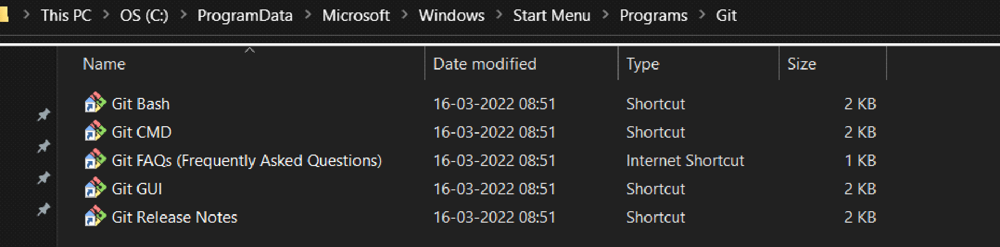 This PC > OS (C:) > ProgramData > Microsoft > Windows > Start Menu > Programs > Git
Name Date modified Type Size
Git Bash 16-03-2022 08:51 Shortcut 2 KB
Git CMD 16-03-2022 08:51 Shortcut 2 KB
Git FAQs (Frequently Asked Questions) 16-03-2022 08:51 Internet Shortcut 1 KB
Git GUI 16-03-2022 08:51 Shortcut 2 KB
Git Release Notes 16-03-2022 08:51 Shortcut 2 KB